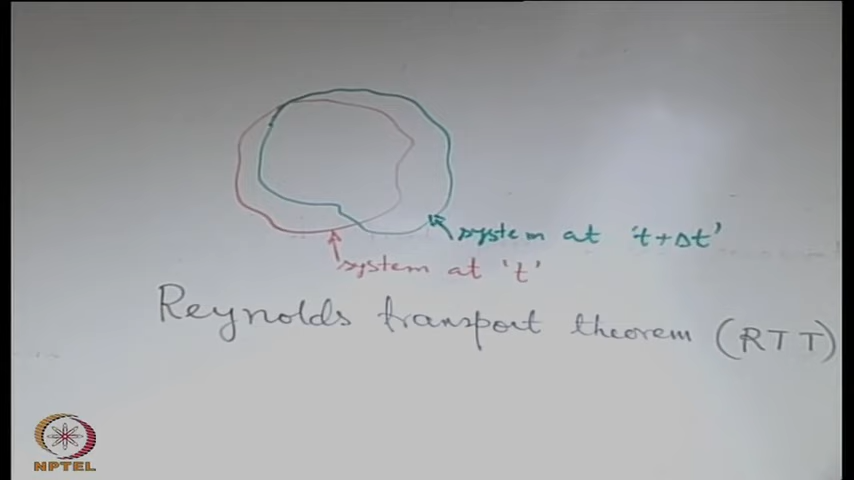 system at 't+Δt'
system at 't'
Reynolds transport theorem (RTT)
NPTEL